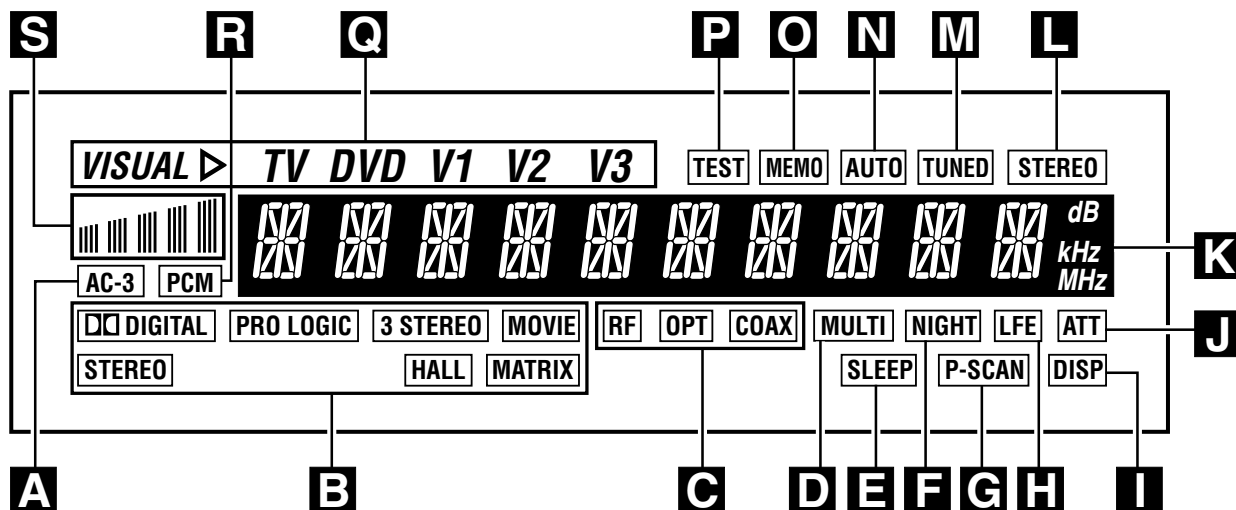 S R Q P O N M L
VISUAL TV DVD V1 V2 V3 TEST MEMO AUTO TUNED STEREO
dB
kHz
MHz
K
AC-3 PCM
DIGITAL PRO LOGIC 3 STEREO MOVIE RF OPT COAX MULTI NIGHT LFE ATT J
STEREO HALL MATRIX SLEEP P-SCAN DISP
A B C D E F G H I